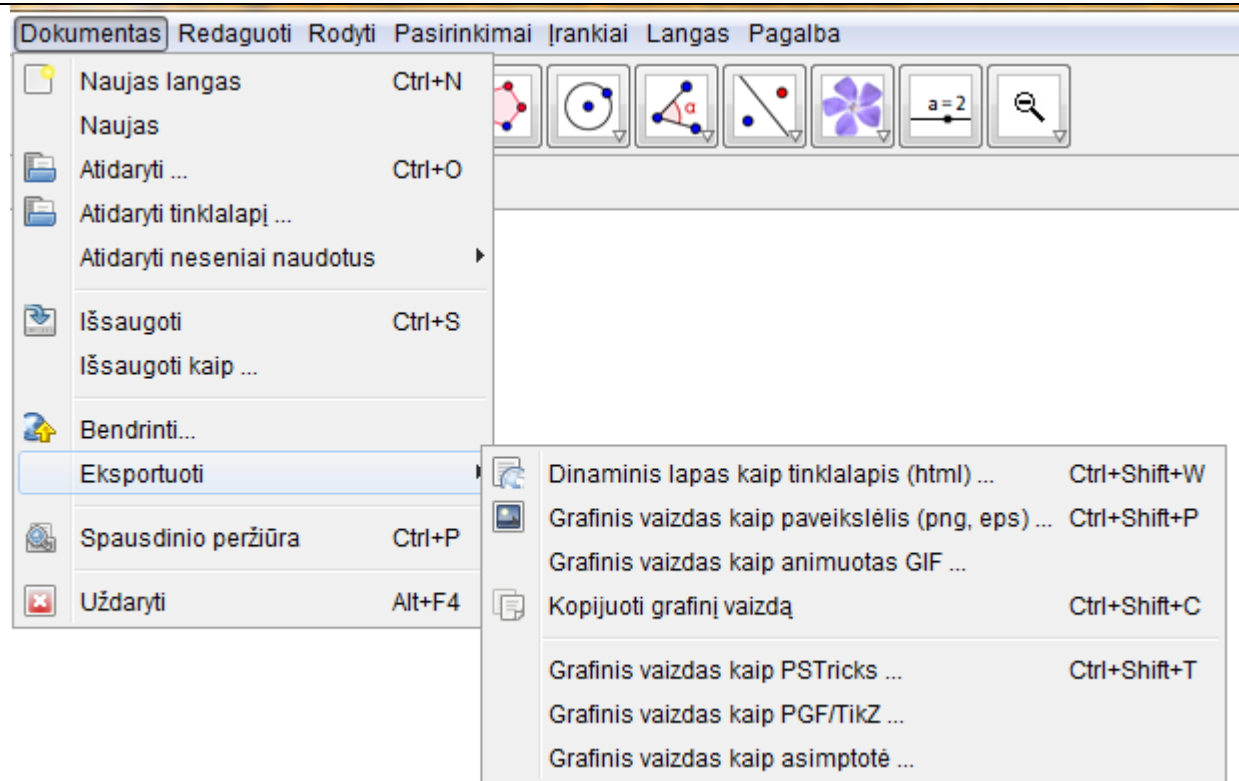 Dokumentas Redaguoti Rodyti Pasirinkimai Įrankiai Langas Pagalba
Naujas langas Ctrl+N
Naujas
Atidaryti ... Ctrl+O
Atidaryti tinklalapį ...
Atidaryti neseniai naudotus
Išsaugoti Ctrl+S
Išsaugoti kaip ...
Bendrinti...
Eksportuoti
Spausdinio peržiūra Ctrl+P
Uždaryti Alt+F4
α
a=2
Dinaminis lapas kaip tinklalapis (html) ... Ctrl+Shift+W
Grafinis vaizdas kaip paveikslėlis (png, eps) ... Ctrl+Shift+P
Grafinis vaizdas kaip animuotas GIF ...
Kopijuoti grafinį vaizdą Ctrl+Shift+C
Grafinis vaizdas kaip PSTricks ... Ctrl+Shift+T
Grafinis vaizdas kaip PGF/TikZ ...
Grafinis vaizdas kaip asimptotė ...